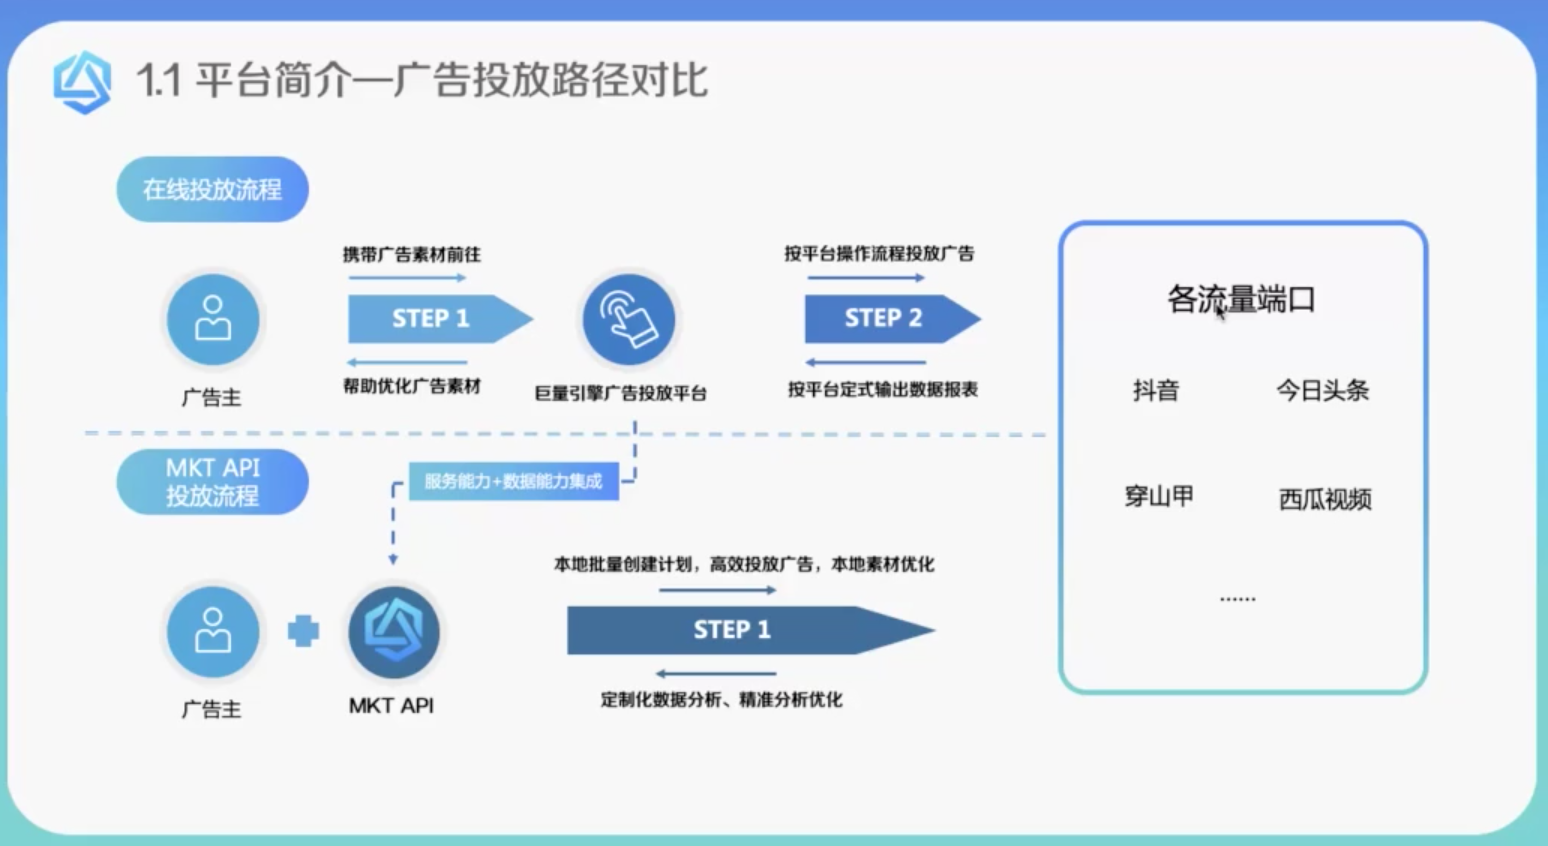 1.1 平台简介—广告投放路径对比
在线投放流程
携带广告素材前往
STEP 1
帮助优化广告素材
广告主
巨量引擎广告投放平台
按平台操作流程投放广告
STEP 2
按平台定式输出数据报表
MKT API
投放流程
服务能力+数据能力集成
广告主
MKT API
本地批量创建计划，高效投放广告，本地素材优化
STEP 1
定制化数据分析、精准分析优化
各流量端口
抖音
今日头条
穿山甲
西瓜视频
......